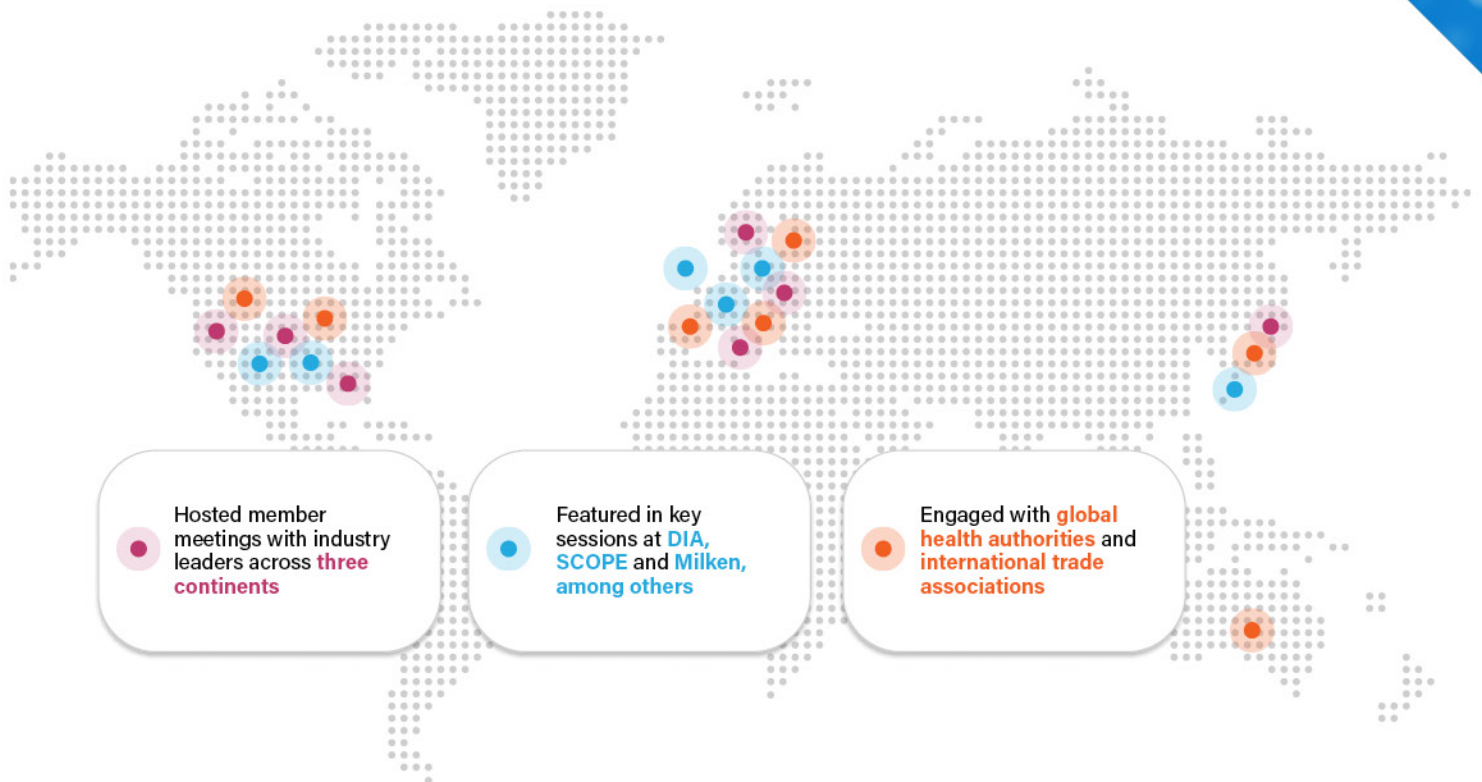 Hosted member
meetings with industry
leaders across three
continents
Featured in key
sessions at DIA,
SCOPE and Milken,
among others
Engaged with global
health authorities and
international trade
associations